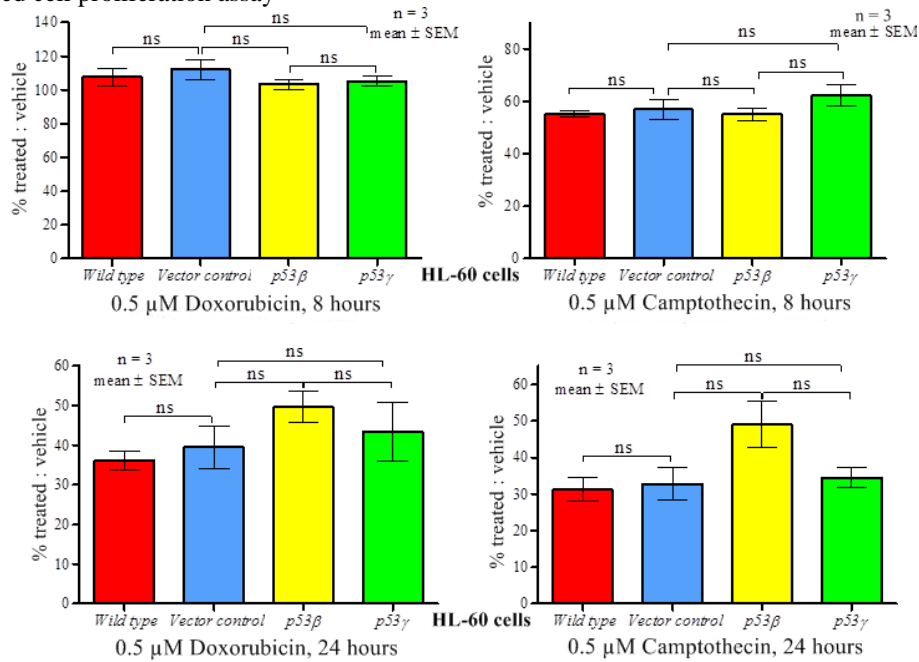 ed cell proliferation assay
n = 3
mean ± SEM
ns
ns
ns
ns
% treated : vehicle
140
120
100
80
60
40
20
0
Wild type
Vector control
p53β
p53γ
0.5 µM Doxorubicin, 8 hours
HL-60 cells
n = 3
mean ± SEM
ns
ns
ns
ns
% treated : vehicle
80
60
40
20
0
Wild type
Vector control
p53β
p53γ
0.5 µM Camptothecin, 8 hours
n = 3
mean ± SEM
ns
ns
ns
ns
% treated : vehicle
60
50
40
30
20
10
0
Wild type
Vector control
p53β
p53γ
0.5 µM Doxorubicin, 24 hours
HL-60 cells
n = 3
mean ± SEM
ns
ns
ns
ns
% treated : vehicle
60
50
40
30
20
10
0
Wild type
Vector control
p53β
p53γ
0.5 µM Camptothecin, 24 hours